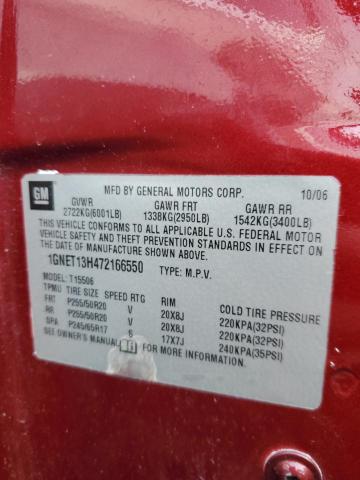 GM
MFD BY GENERAL MOTORS CORP. 10/06
GVWR GAWR FRT GAWR RR
2722KG(6001LB) 1338KG(2950LB) 1542KG(3400LB)
THIS VEHICLE CONFORMS TO ALL APPLICABLE U.S. FEDERAL MOTOR
VEHICLE SAFETY AND THEFT PREVENTION STANDARDS IN EFFECT ON
THE DATE OF MANUFACTURE SHOWN ABOVE.
1GNET13H472166550 TYPE: M.P.V.
MODEL: T15506
TPMU TIRE SIZE SPEED RTG RIM COLD TIRE PRESSURE
FRT P255/50R20 V 20X8J 220KPA(32PSI)
RR P255/50R20 V 20X8J 220KPA(32PSI)
SPA P245/65R17 S 17X7J 240KPA(35PSI)
SEE OWNER'S MANUAL FOR MORE INFORMATION.